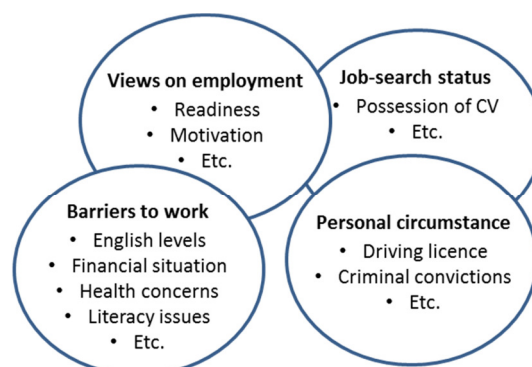 Views on employment
• Readiness
• Motivation
• Etc.
Job-search status
• Possession of CV
• Etc.
Barriers to work
• English levels
• Financial situation
• Health concerns
• Literacy issues
• Etc.
Personal circumstance
• Driving licence
• Criminal convictions
• Etc.